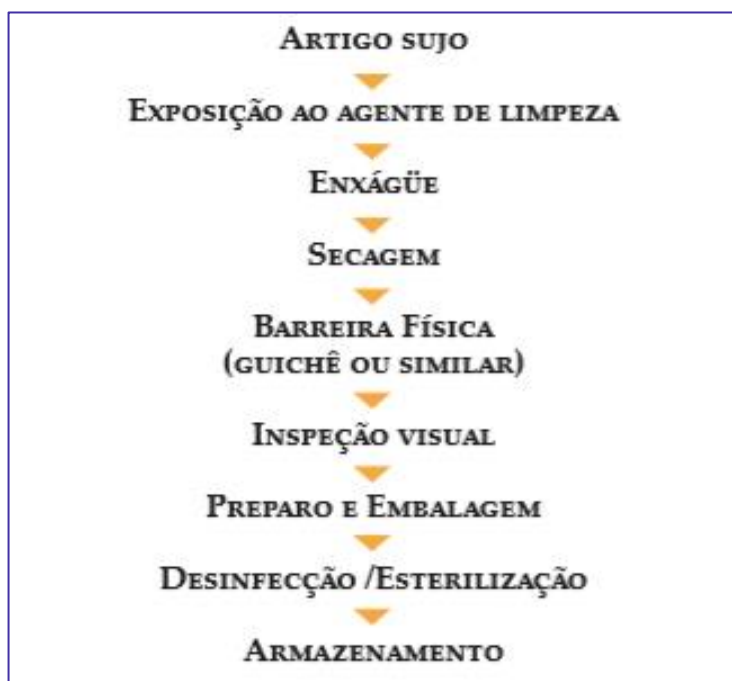 Artigo sujo
Exposição ao agente de limpeza
Enxágüe
Secagem
Barreira Física
(guichê ou similar)
Inspeção visual
Preparo e Embalagem
Desinfecção /Esterilização
Armazenamento